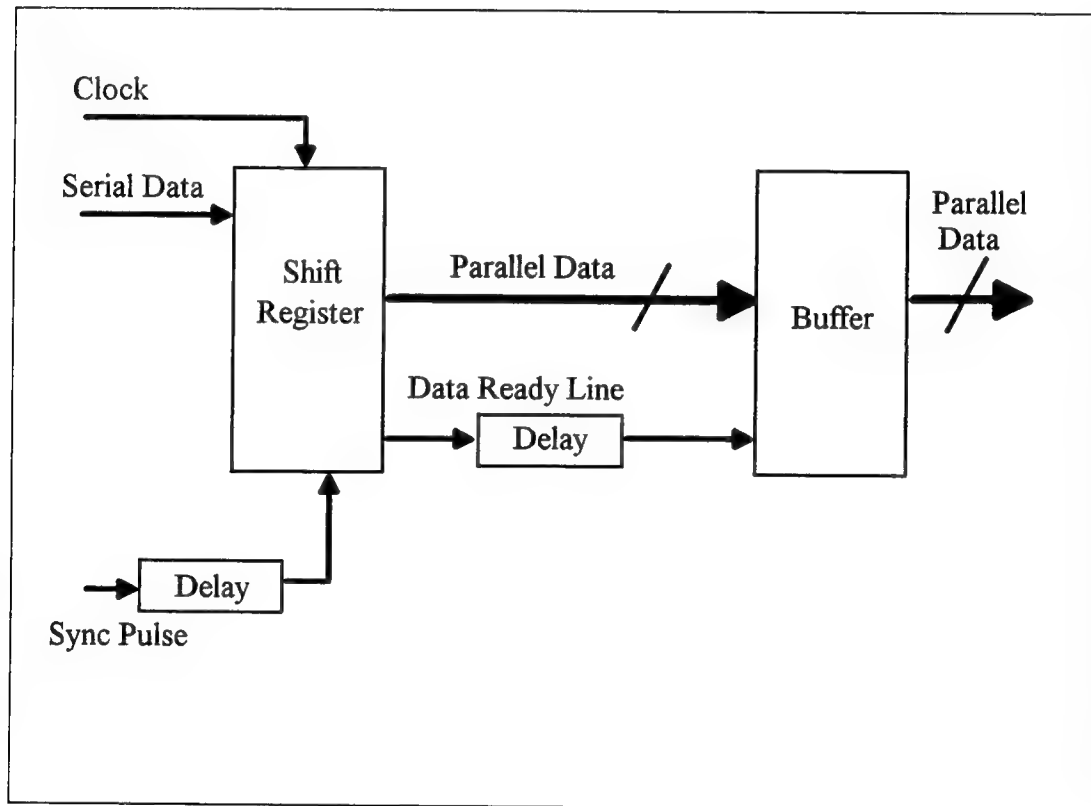 Clock
Serial Data
Shift
Register
Parallel Data
Buffer
Parallel
Data
Data Ready Line
Delay
Delay
Sync Pulse